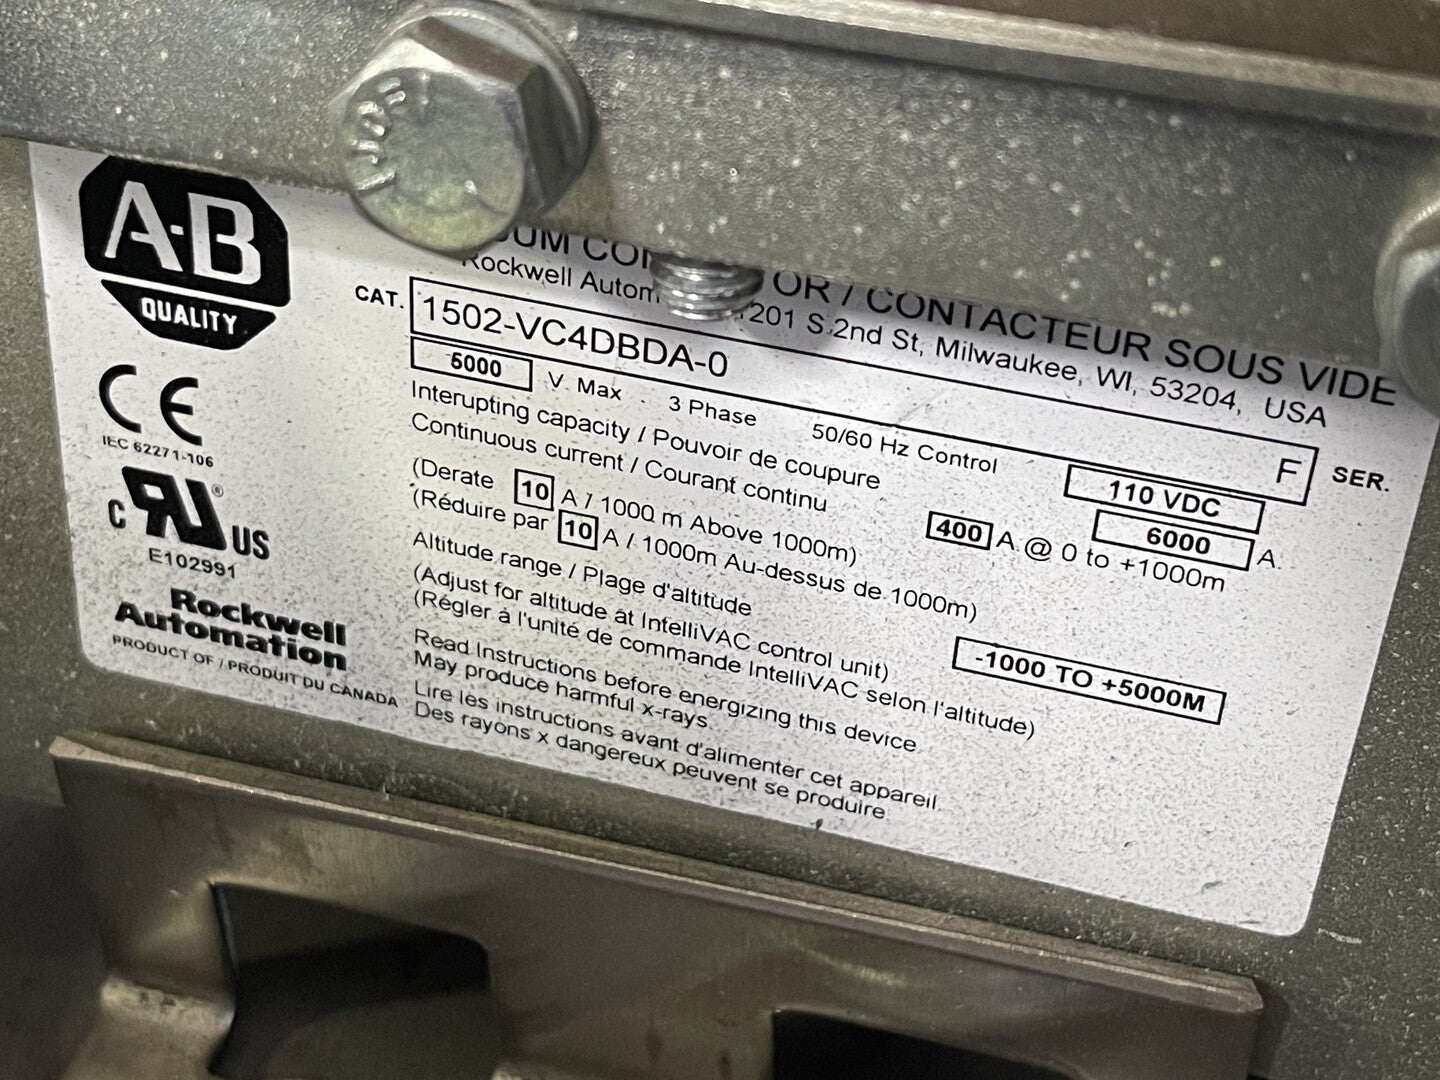 A-B
QUALITY
CONTACTEUR SOUS VIDE
Rockwell 1201 S 2nd St, Milwaukee, WI, 53204, USA
CAT. 1502-VC4DBDA-0 F SER.
5000 V Max 3 Phase 50/60 Hz Control 110 VDC
Interupting capacity / Pouvoir de coupure 6000 A.
Continuous current / Courant continu 400 A @ 0 to +1000m
(Derate 10 A / 1000 m Above 1000m)
(Réduire par 10 A / 1000m Au-dessus de 1000m)
Altitude range / Plage d'altitude -1000 TO +5000M
(Adjust for altitude at IntelliVAC control unit)
(Régler à l'unité de commande IntelliVAC selon l'altitude)
Read Instructions before energizing this device
May produce harmful x-rays.
Lire les instructions avant d'alimenter cet appareil.
Des rayons x dangereux peuvent se produire
CE
IEC 62271-106
C RU ® US
E102991
Rockwell
Automation
PRODUCT OF / PRODUIT DU CANADA